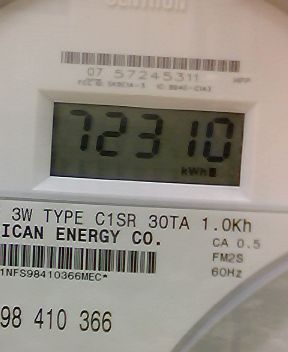 CENTRON
07 57245311
72310
kWh
3W TYPE C1SR 30TA 1.0Kh
ICAN ENERGY CO.
CA 0.5
FM2S
60Hz
1NFS98410366MEC*
98 410 366